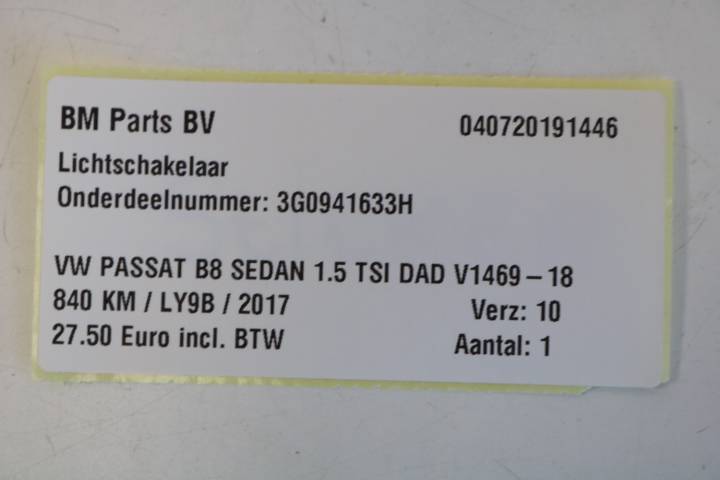 BM Parts BV 040720191446
Lichtschakelaar
Onderdeelnummer: 3G0941633H
VW PASSAT B8 SEDAN 1.5 TSI DAD V1469-18
840 KM / LY9B / 2017 Verz: 10
27.50 Euro incl. BTW Aantal: 1